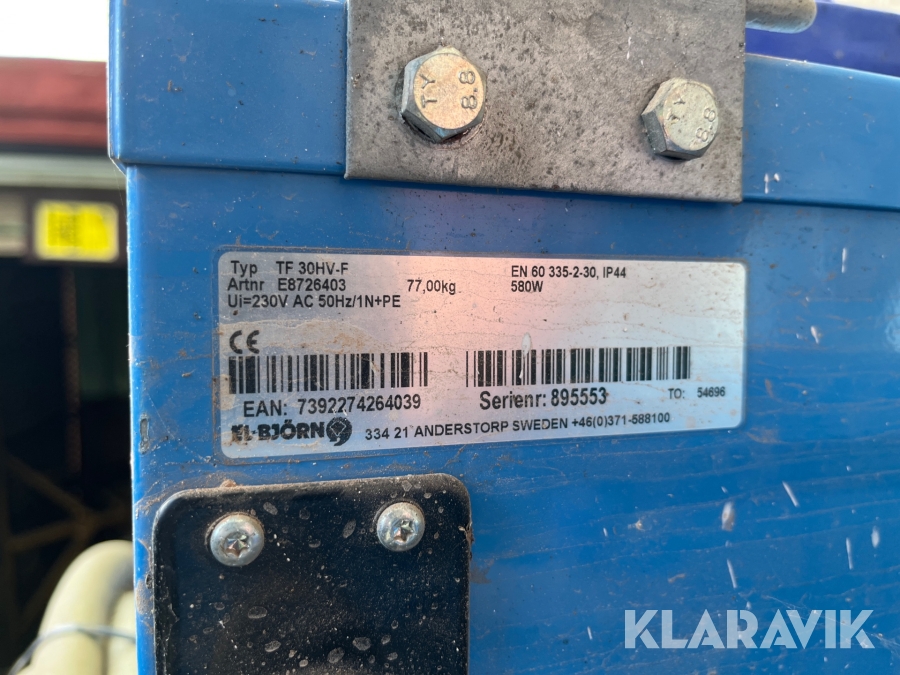 TY 8.8
TY 8.8
Typ TF 30HV-F EN 60 335-2-30, IP44
Artnr E8726403 77,00kg 580W
Ui=230V AC 50Hz/1N+PE
CE
EAN: 7392274264039 Serienr: 895553 TO: 54696
EL-BJÖRN 334 21 ANDERSTORP SWEDEN +46(0)371-588100
KLARAVIK